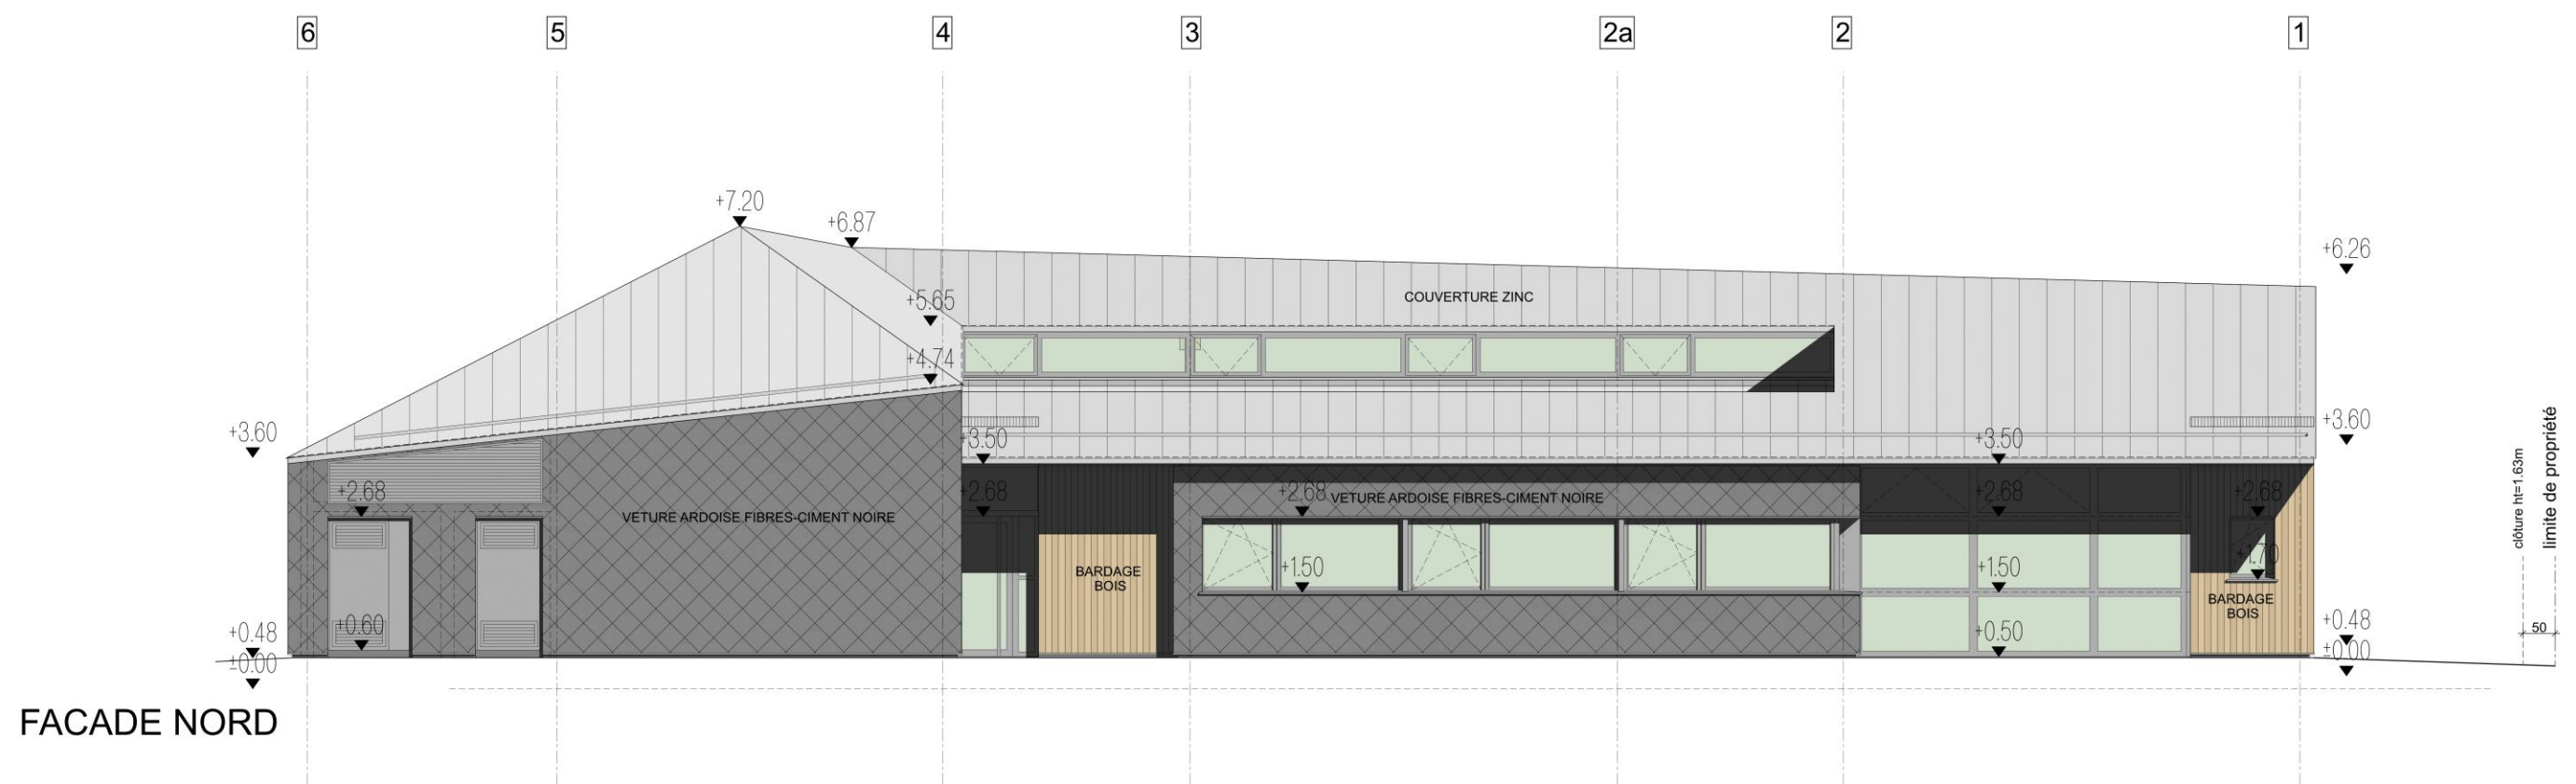 6
5
4
3
2a
2
1
+7.20
+6.87
+6.26
+5.65
COUVERTURE ZINC
+4.74
+3.60
+3.50
+3.50
+3.60
+2.68
VETURE ARDOISE FIBRES-CIMENT NOIRE
+2.68
+2.68
VETURE ARDOISE FIBRES-CIMENT NOIRE
+2.68
+2.68
clôture ht=1.63m
limite de propriété
BARDAGE
BOIS
+1.50
+1.50
+1.70
BARDAGE
BOIS
+0.48
+0.60
+0.50
+0.48
50
±0.00
±0.00
FACADE NORD